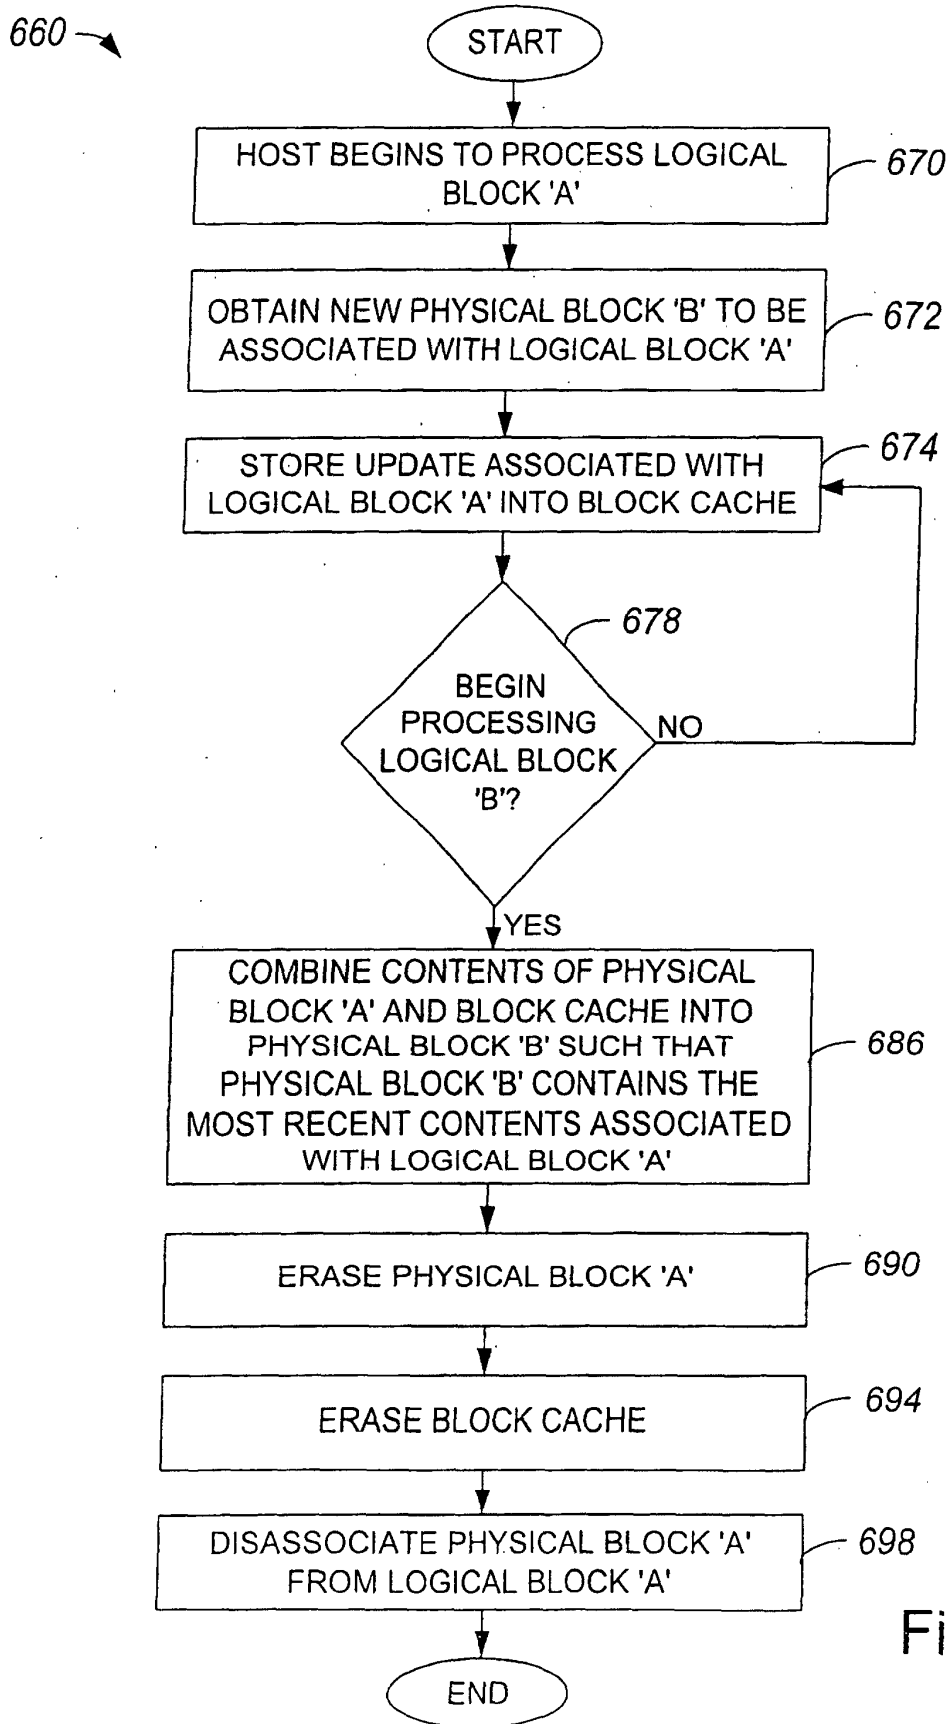 660
START
HOST BEGINS TO PROCESS LOGICAL
BLOCK 'A'
670
OBTAIN NEW PHYSICAL BLOCK 'B' TO BE
ASSOCIATED WITH LOGICAL BLOCK 'A'
672
STORE UPDATE ASSOCIATED WITH
LOGICAL BLOCK 'A' INTO BLOCK CACHE
674
678
BEGIN
PROCESSING
LOGICAL BLOCK
'B'?
NO
YES
COMBINE CONTENTS OF PHYSICAL
BLOCK 'A' AND BLOCK CACHE INTO
PHYSICAL BLOCK 'B' SUCH THAT
PHYSICAL BLOCK 'B' CONTAINS THE
MOST RECENT CONTENTS ASSOCIATED
WITH LOGICAL BLOCK 'A'
686
ERASE PHYSICAL BLOCK 'A'
690
ERASE BLOCK CACHE
694
DISASSOCIATE PHYSICAL BLOCK 'A'
FROM LOGICAL BLOCK 'A'
698
Fi
END